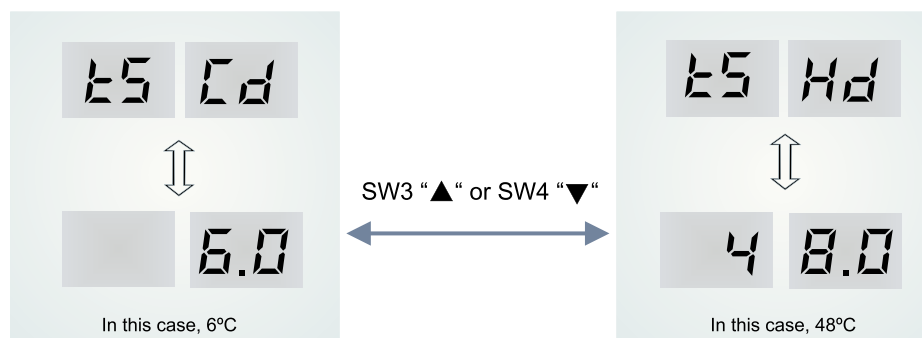 tS Cd
6.0
In this case, 6ºC
SW3 “▲“ or SW4 “▼“
tS Hd
4 8.0
In this case, 48ºC